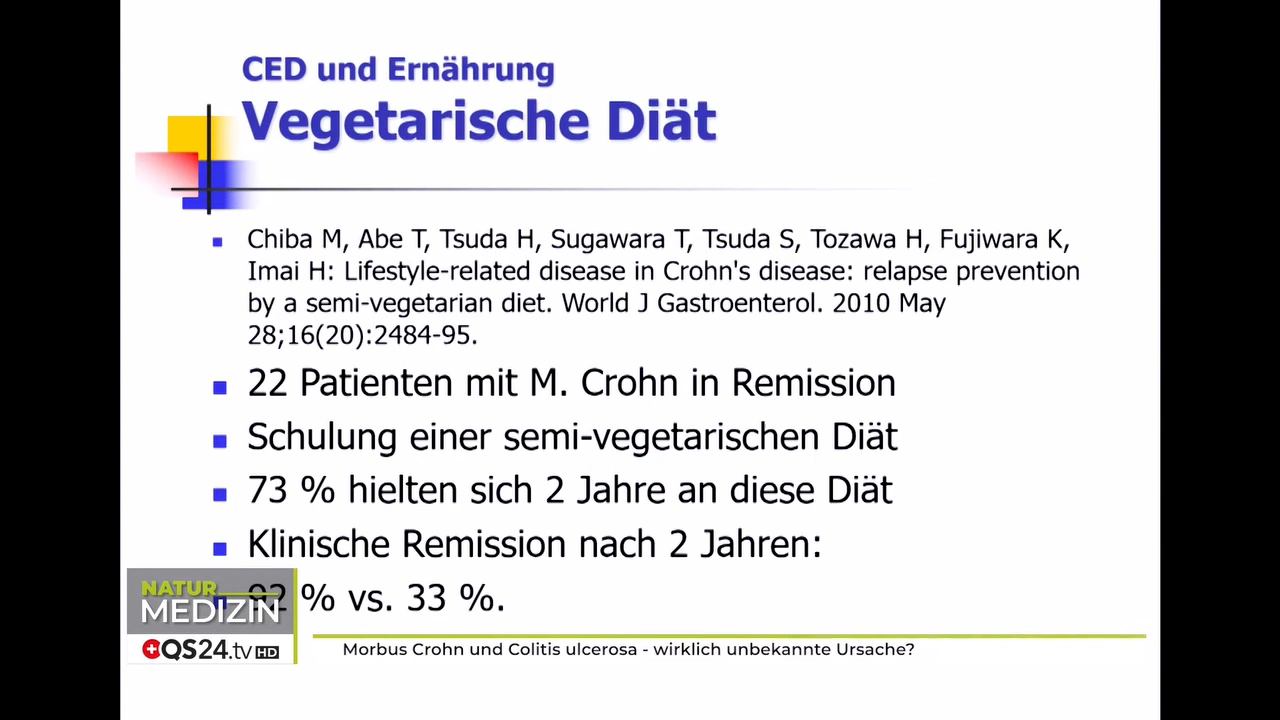 CED und Ernährung
Vegetarische Diät
Chiba M, Abe T, Tsuda H, Sugawara T, Tsuda S, Tozawa H, Fujiwara K,
Imai H: Lifestyle-related disease in Crohn's disease: relapse prevention
by a semi-vegetarian diet. World J Gastroenterol. 2010 May
28;16(20):2484-95.
22 Patienten mit M. Crohn in Remission
Schulung einer semi-vegetarischen Diät
73 % hielten sich 2 Jahre an diese Diät
Klinische Remission nach 2 Jahren:
92 % vs. 33 %.
NATUR
MEDIZIN
QS24.tv HD
Morbus Crohn und Colitis ulcerosa - wirklich unbekannte Ursache?